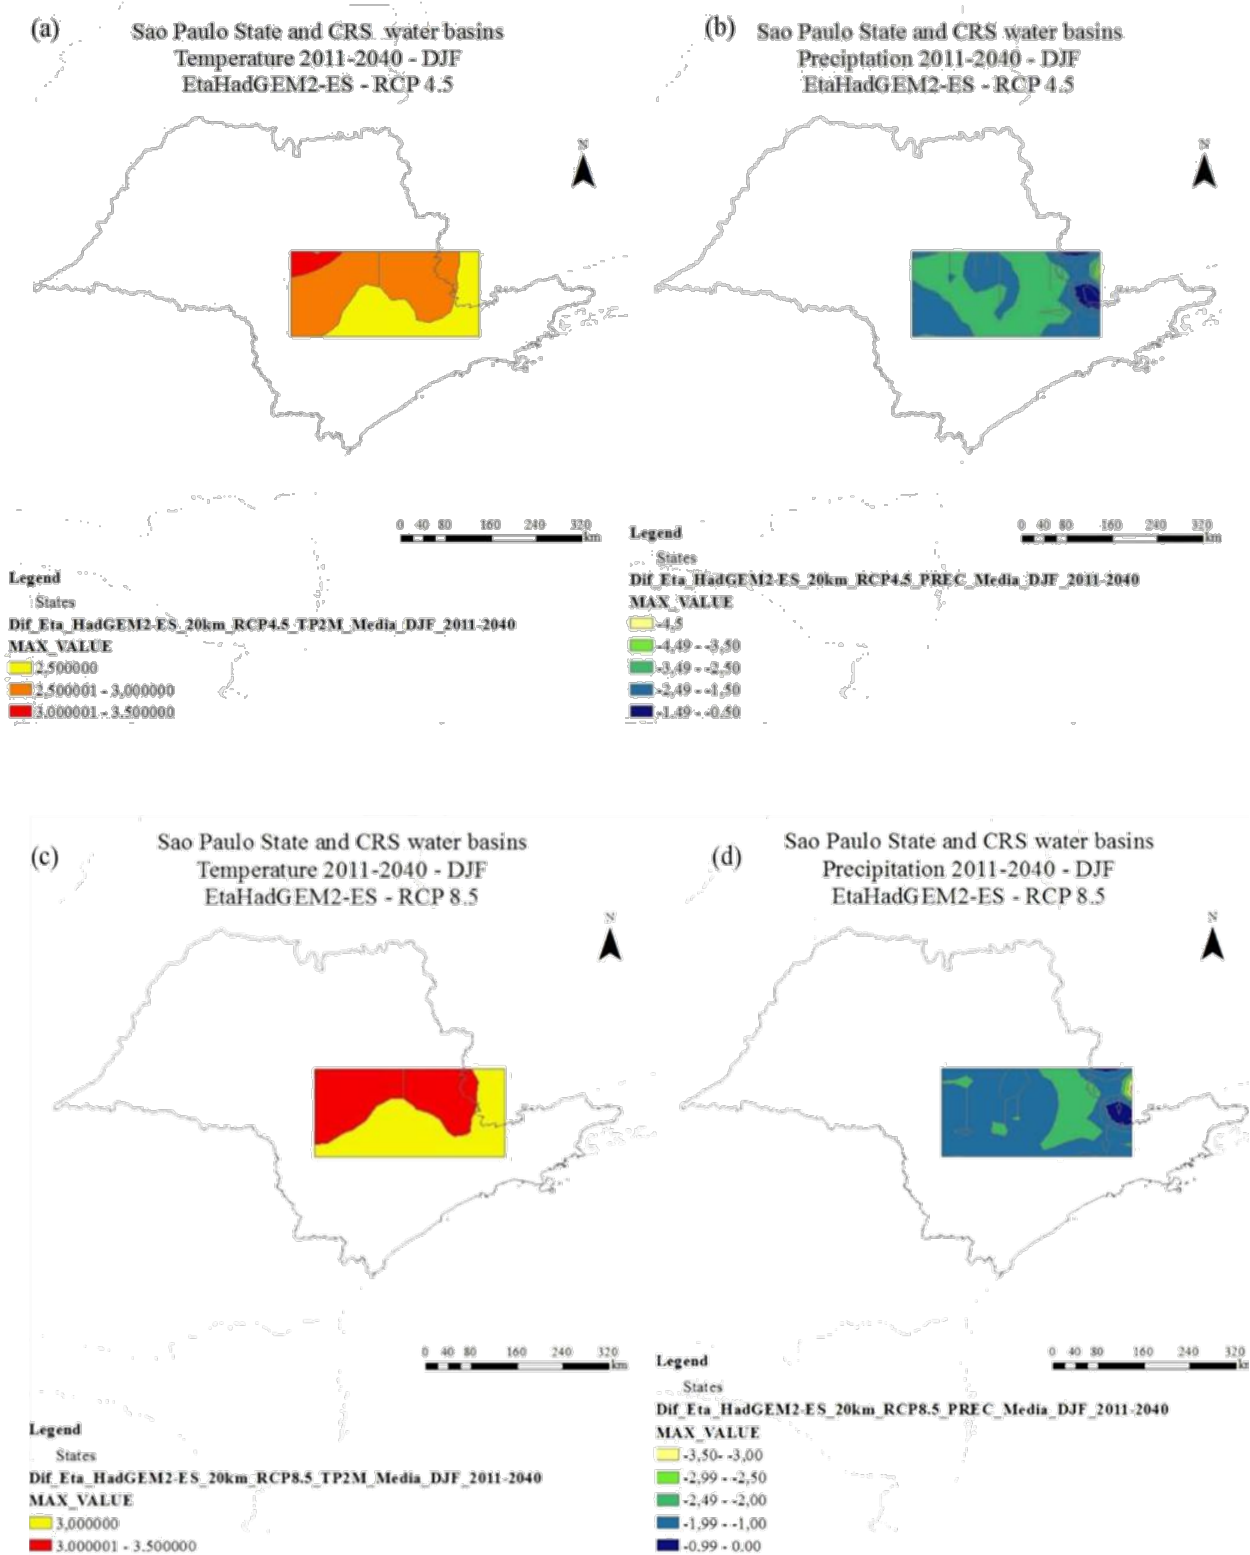 (a)
Sao Paulo State and CRS water basins
Temperature 2011-2040 - DJF
EtaHadGEM2-ES - RCP 4.5
N
0 40 80 160 240 320
km
Legend
States
Dif_Eta_HadGEM2-ES_20km_RCP4.5_TP2M_Media_DJF_2011-2040
MAX_VALUE
2,500000
2,500001 - 3,000000
3,000001 - 3,500000
(b)
Sao Paulo State and CRS water basins
Preciptation 2011-2040 - DJF
EtaHadGEM2-ES - RCP 4.5
N
0 40 80 160 240 320
km
Legend
States
Dif_Eta_HadGEM2-ES_20km_RCP4.5_PREC_Media_DJF_2011-2040
MAX_VALUE
-4,5
-4,49 - -3,50
-3,49 - -2,50
-2,49 - -1,50
-1,49 - -0,50
(c)
Sao Paulo State and CRS water basins
Temperature 2011-2040 - DJF
EtaHadGEM2-ES - RCP 8.5
N
0 40 80 160 240 320
km
Legend
States
Dif_Eta_HadGEM2-ES_20km_RCP8.5_TP2M_Media_DJF_2011-2040
MAX_VALUE
3,000000
3,000001 - 3,500000
(d)
Sao Paulo State and CRS water basins
Precipitation 2011-2040 - DJF
EtaHadGEM2-ES - RCP 8.5
N
0 40 80 160 240 320
km
Legend
States
Dif_Eta_HadGEM2-ES_20km_RCP8.5_PREC_Media_DJF_2011-2040
MAX_VALUE
-3,50- -3,00
-2,99 - -2,50
-2,49 - -2,00
-1,99 - -1,00
-0,99 - 0,00